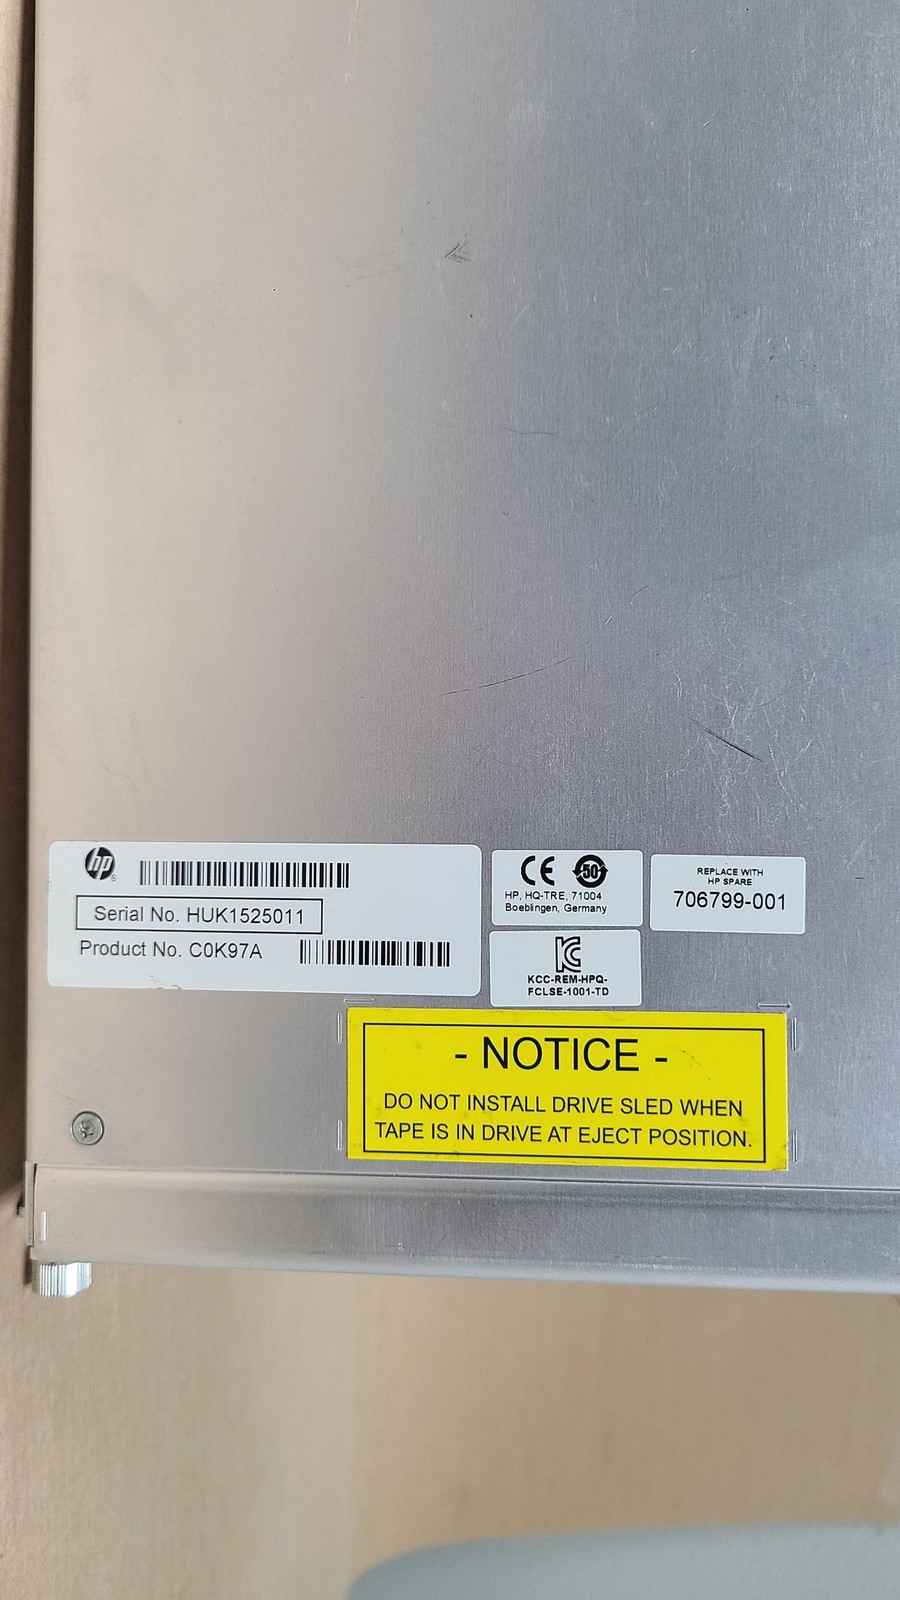 hp
Serial No. HUK1525011
Product No. C0K97A
CE 50
HP, HQ-TRE, 71004
Boeblingen, Germany
KCC-REM-HPQ-
FCLSE-1001-TD
REPLACE WITH
HP SPARE
706799-001
- NOTICE -
DO NOT INSTALL DRIVE SLED WHEN
TAPE IS IN DRIVE AT EJECT POSITION.